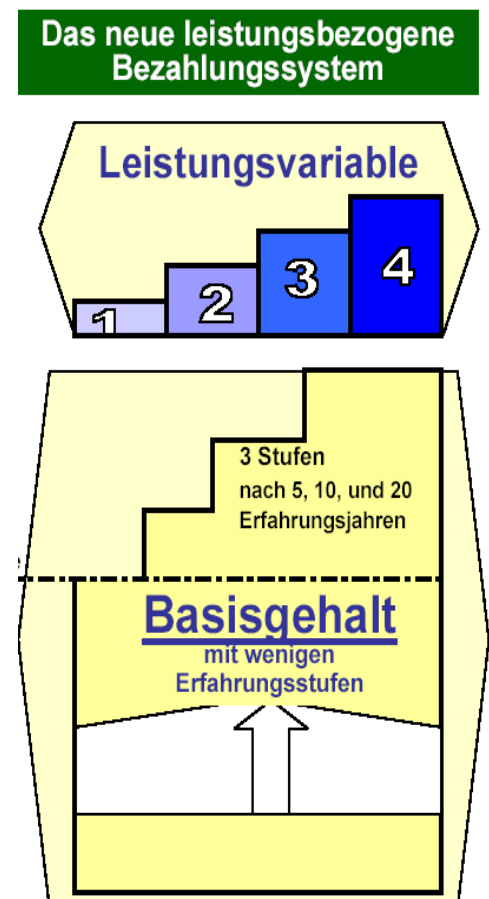 Das neue leistungsbezogene
Bezahlungssystem
Leistungsvariable
1
2
3
4
3 Stufen
nach 5, 10, und 20
Erfahrungsjahren
Basisgehalt
mit wenigen
Erfahrungsstufen